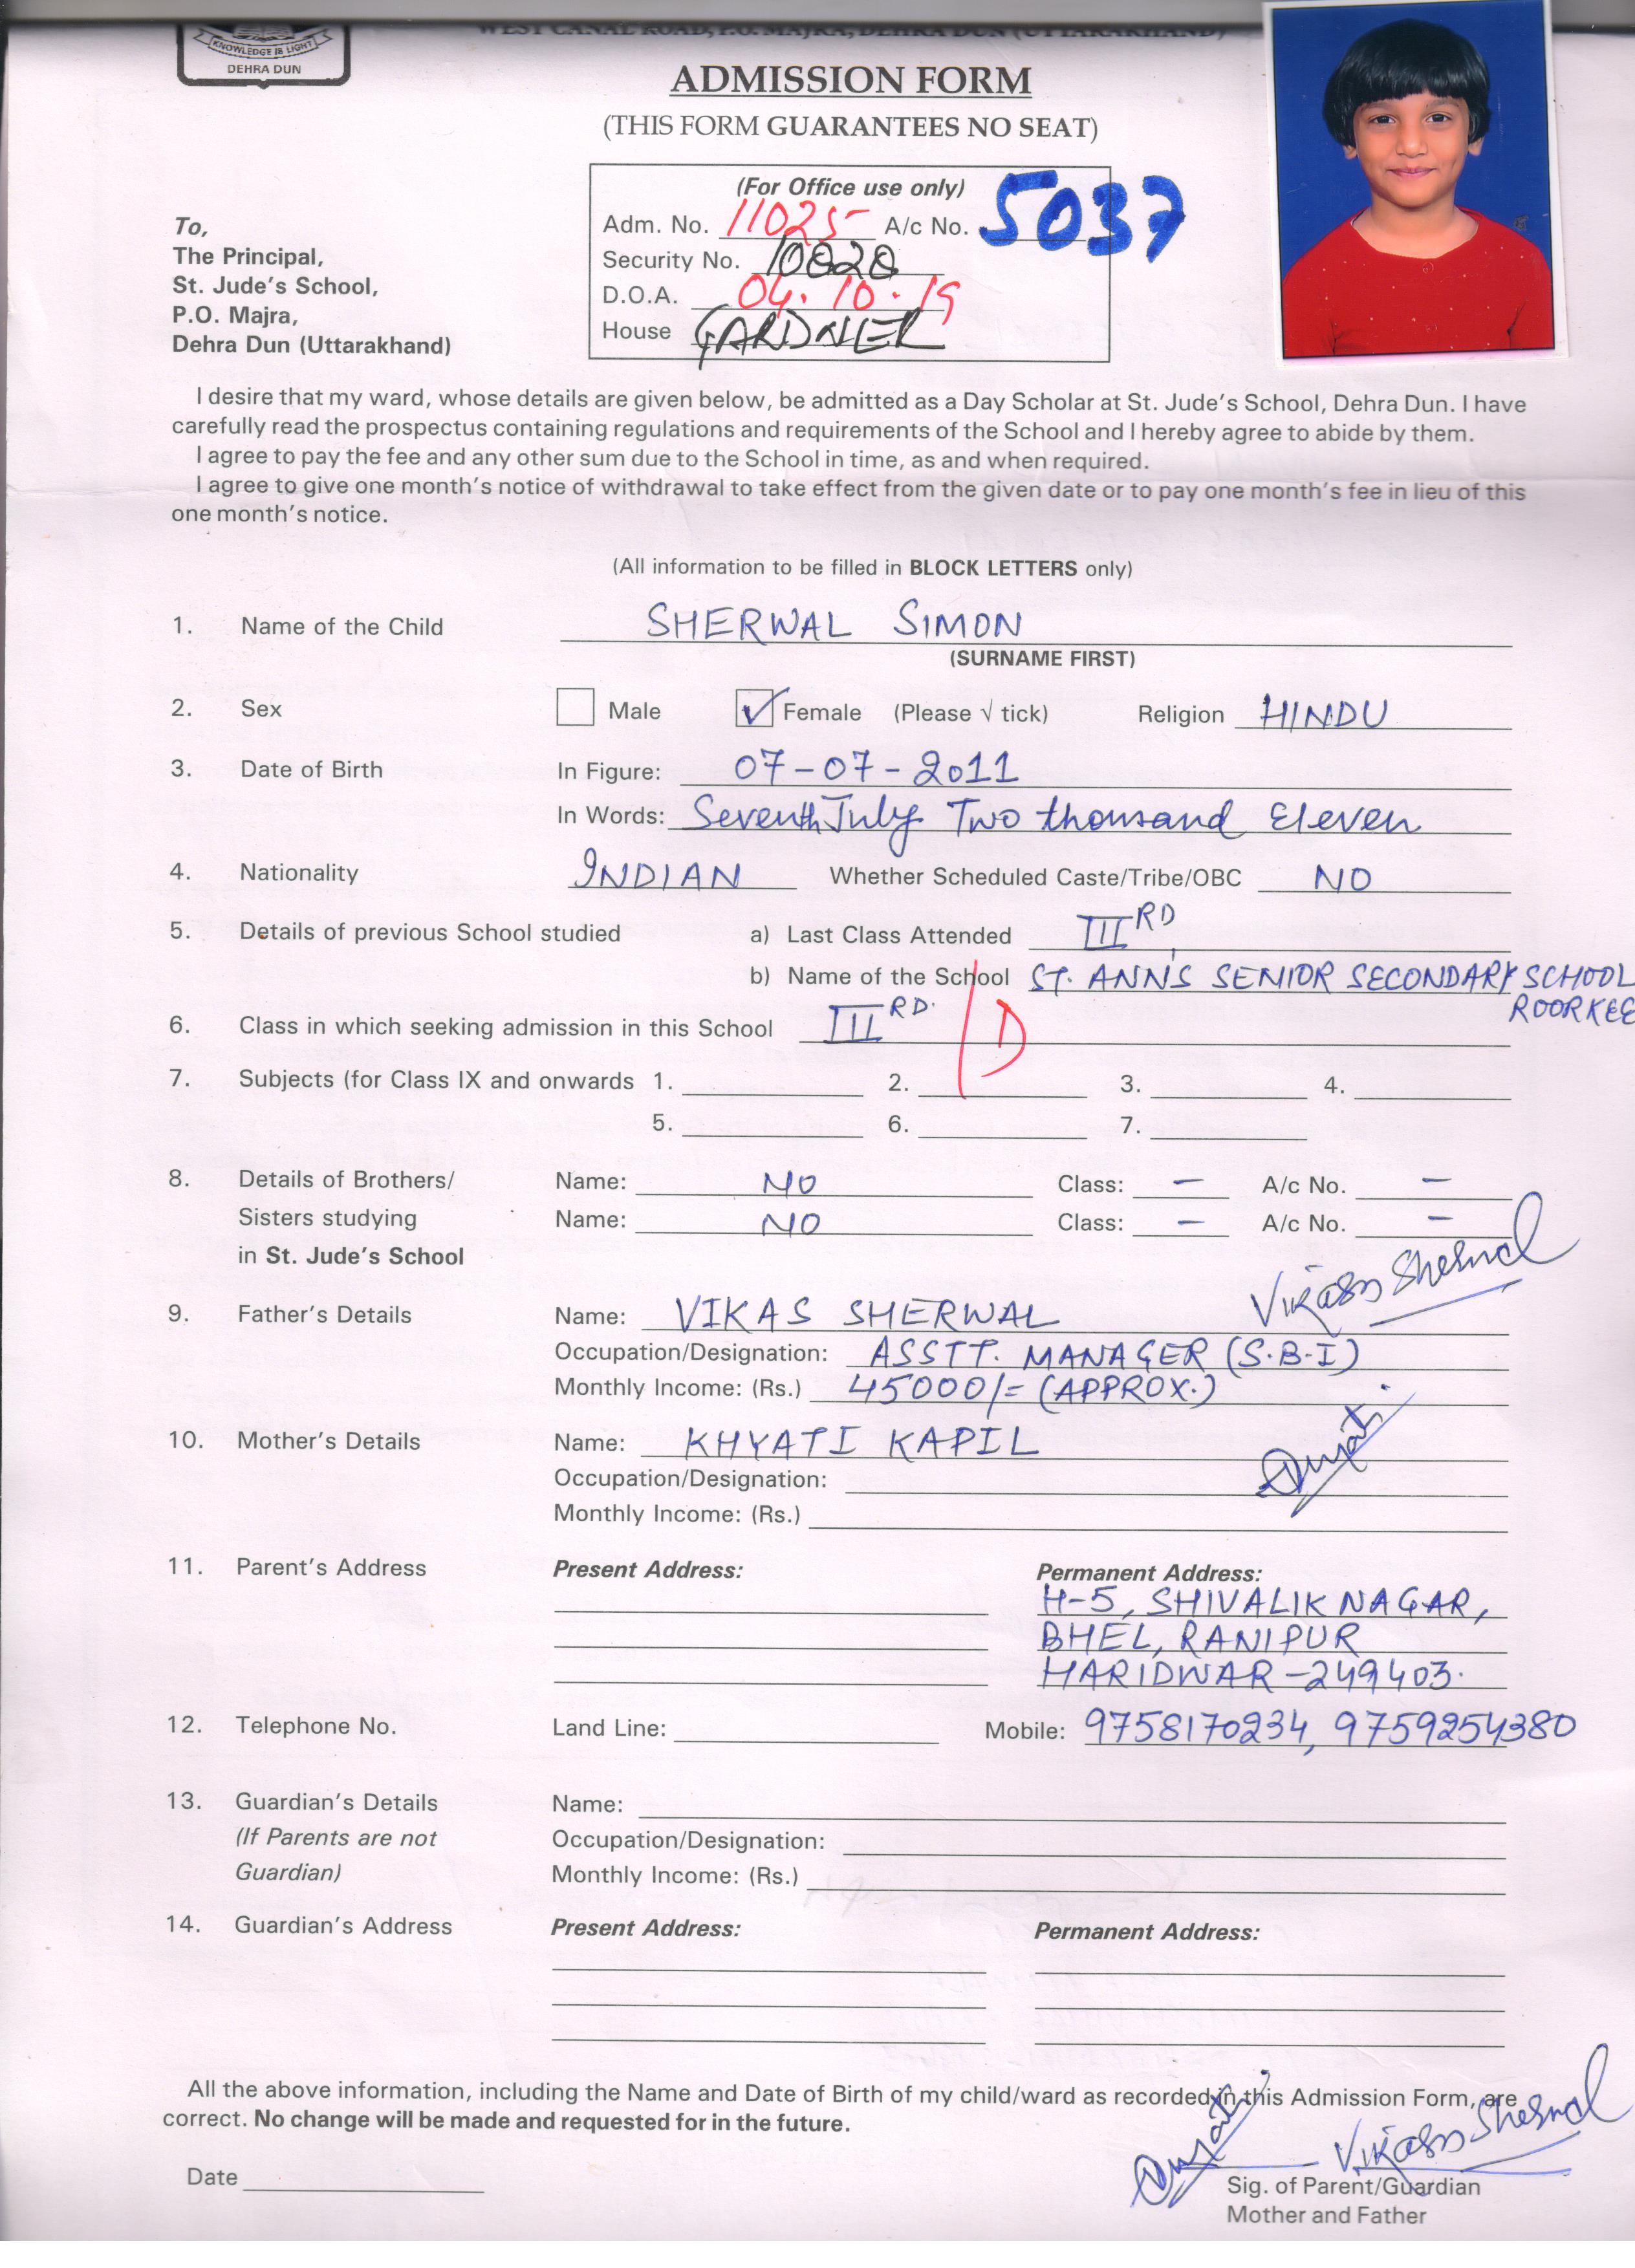 KNOWLEDGE IS LIGHT
DEHRA DUN
WEST CANAL ROAD, P.O. MAJRA, DEHRA DUN (UTTARAKHAND)
ADMISSION FORM
(THIS FORM GUARANTEES NO SEAT)
(For Office use only)
Adm. No. 11025 A/c No. 5037
Security No. 10828
D.O.A. 04.10.19
House GARDNER
To,
The Principal,
St. Jude's School,
P.O. Majra,
Dehra Dun (Uttarakhand)
I desire that my ward, whose details are given below, be admitted as a Day Scholar at St. Jude's School, Dehra Dun. I have
carefully read the prospectus containing regulations and requirements of the School and I hereby agree to abide by them.
I agree to pay the fee and any other sum due to the School in time, as and when required.
I agree to give one month's notice of withdrawal to take effect from the given date or to pay one month's fee in lieu of this
one month's notice.
(All information to be filled in BLOCK LETTERS only)
1. Name of the Child SHERWAL SIMON
(SURNAME FIRST)
2. Sex Male ✓ Female (Please √ tick) Religion HINDU
3. Date of Birth In Figure: 07-07-2011
In Words: Seventh July Two thousand Eleven
4. Nationality INDIAN Whether Scheduled Caste/Tribe/OBC NO
5. Details of previous School studied a) Last Class Attended III RD
b) Name of the School ST. ANN'S SENIOR SECONDARY SCHOOL
ROORKEE
6. Class in which seeking admission in this School III RD. D
7. Subjects (for Class IX and onwards 1. 2. 3. 4.
5. 6. 7.
8. Details of Brothers/ Name: NO Class: – A/c No. –
Sisters studying Name: NO Class: – A/c No. –
in St. Jude's School
Vikas Sherwal
9. Father's Details Name: VIKAS SHERWAL
Occupation/Designation: ASSTT. MANAGER (S.B.I)
Monthly Income: (Rs.) 45000/= (APPROX.)
10. Mother's Details Name: KHYATI KAPIL
Occupation/Designation:
Monthly Income: (Rs.)
11. Parent's Address Present Address: Permanent Address:
H-5, SHIVALIK NAGAR,
BHEL, RANIPUR
HARIDWAR-249403.
12. Telephone No. Land Line: Mobile: 9758170234, 9759254380
13. Guardian's Details Name:
(If Parents are not Occupation/Designation:
Guardian) Monthly Income: (Rs.)
14. Guardian's Address Present Address: Permanent Address:
All the above information, including the Name and Date of Birth of my child/ward as recorded in this Admission Form, are
correct. No change will be made and requested for in the future.
Vikas Sherwal
Date Sig. of Parent/Guardian
Mother and Father